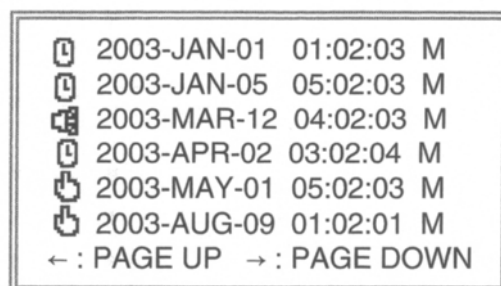 2003-JAN-01 01:02:03 M
2003-JAN-05 05:02:03 M
2003-MAR-12 04:02:03 M
2003-APR-02 03:02:04 M
2003-MAY-01 05:02:03 M
2003-AUG-09 01:02:01 M
← : PAGE UP → : PAGE DOWN